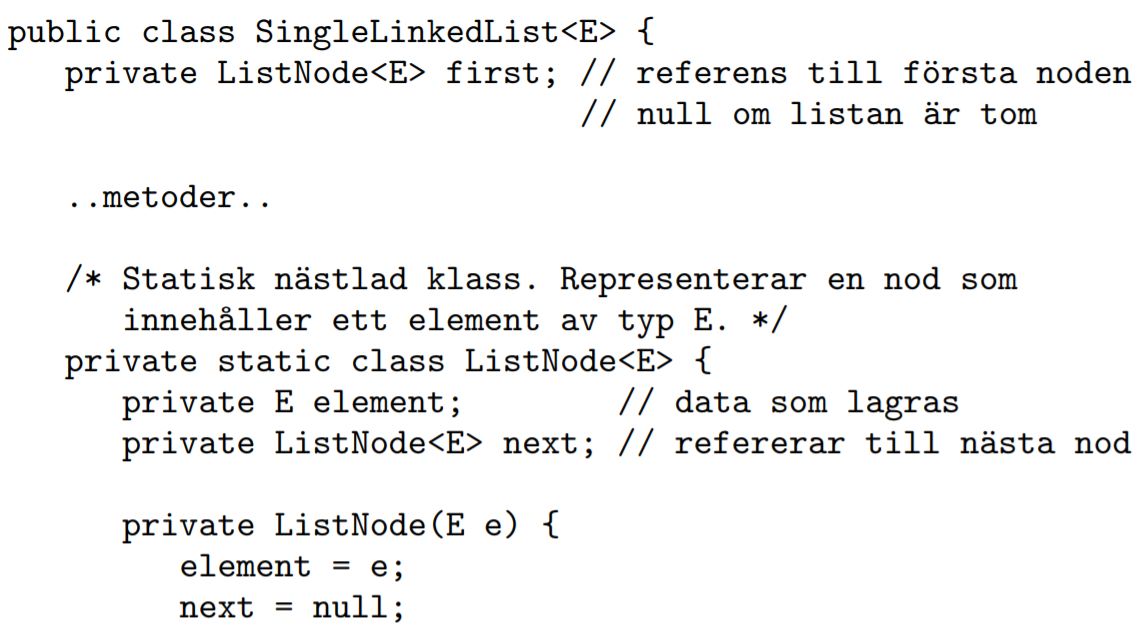 public class SingleLinkedList<E> {
   private ListNode<E> first; // referens till första noden
                              // null om listan är tom
   ..metoder..
   /* Statisk nästlad klass. Representerar en nod som
      innehåller ett element av typ E. */
   private static class ListNode<E> {
      private E element;        // data som lagras
      private ListNode<E> next; // refererar till nästa nod
      private ListNode(E e) {
         element = e;
         next = null;